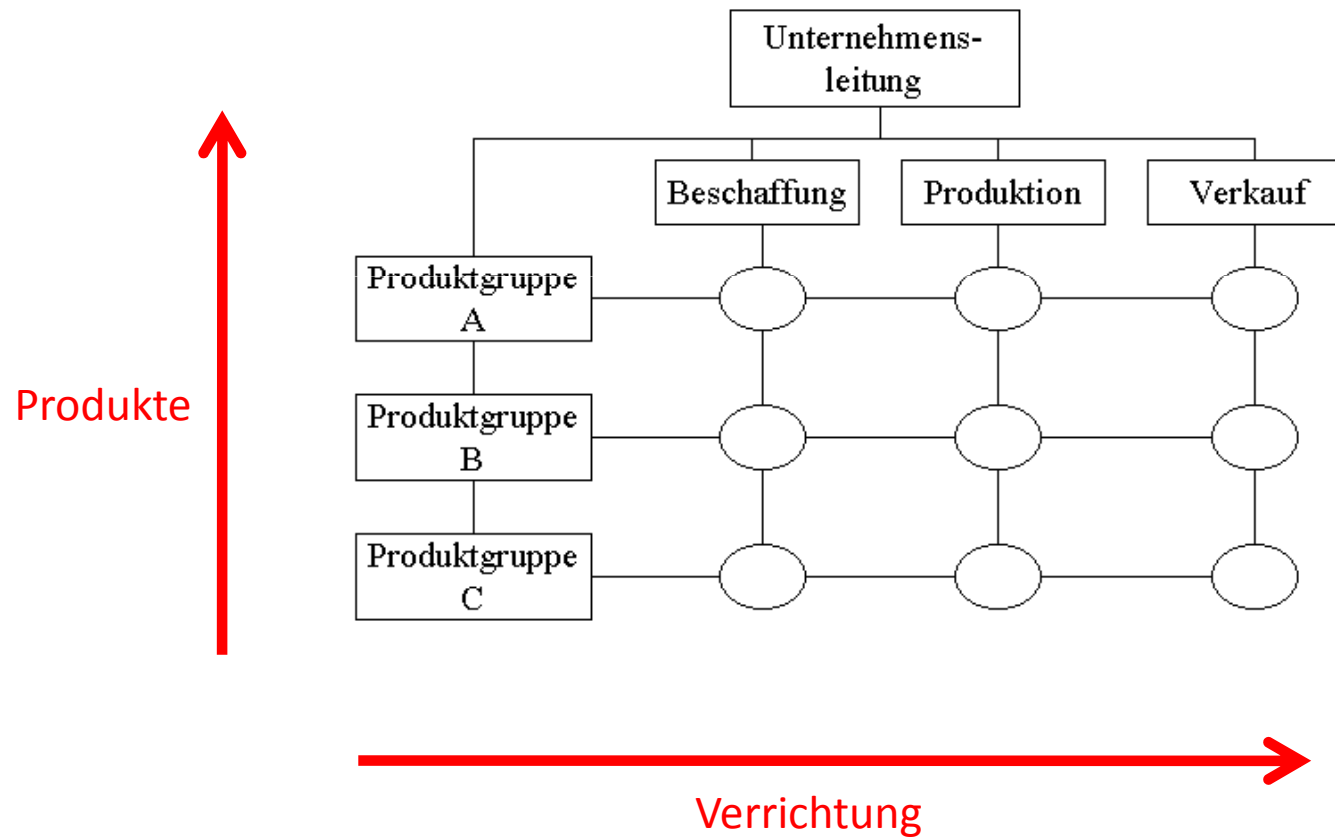 Unternehmens-
leitung
Beschaffung
Produktion
Verkauf
Produktgruppe
A
Produkte
Produktgruppe
B
Produktgruppe
C
Verrichtung